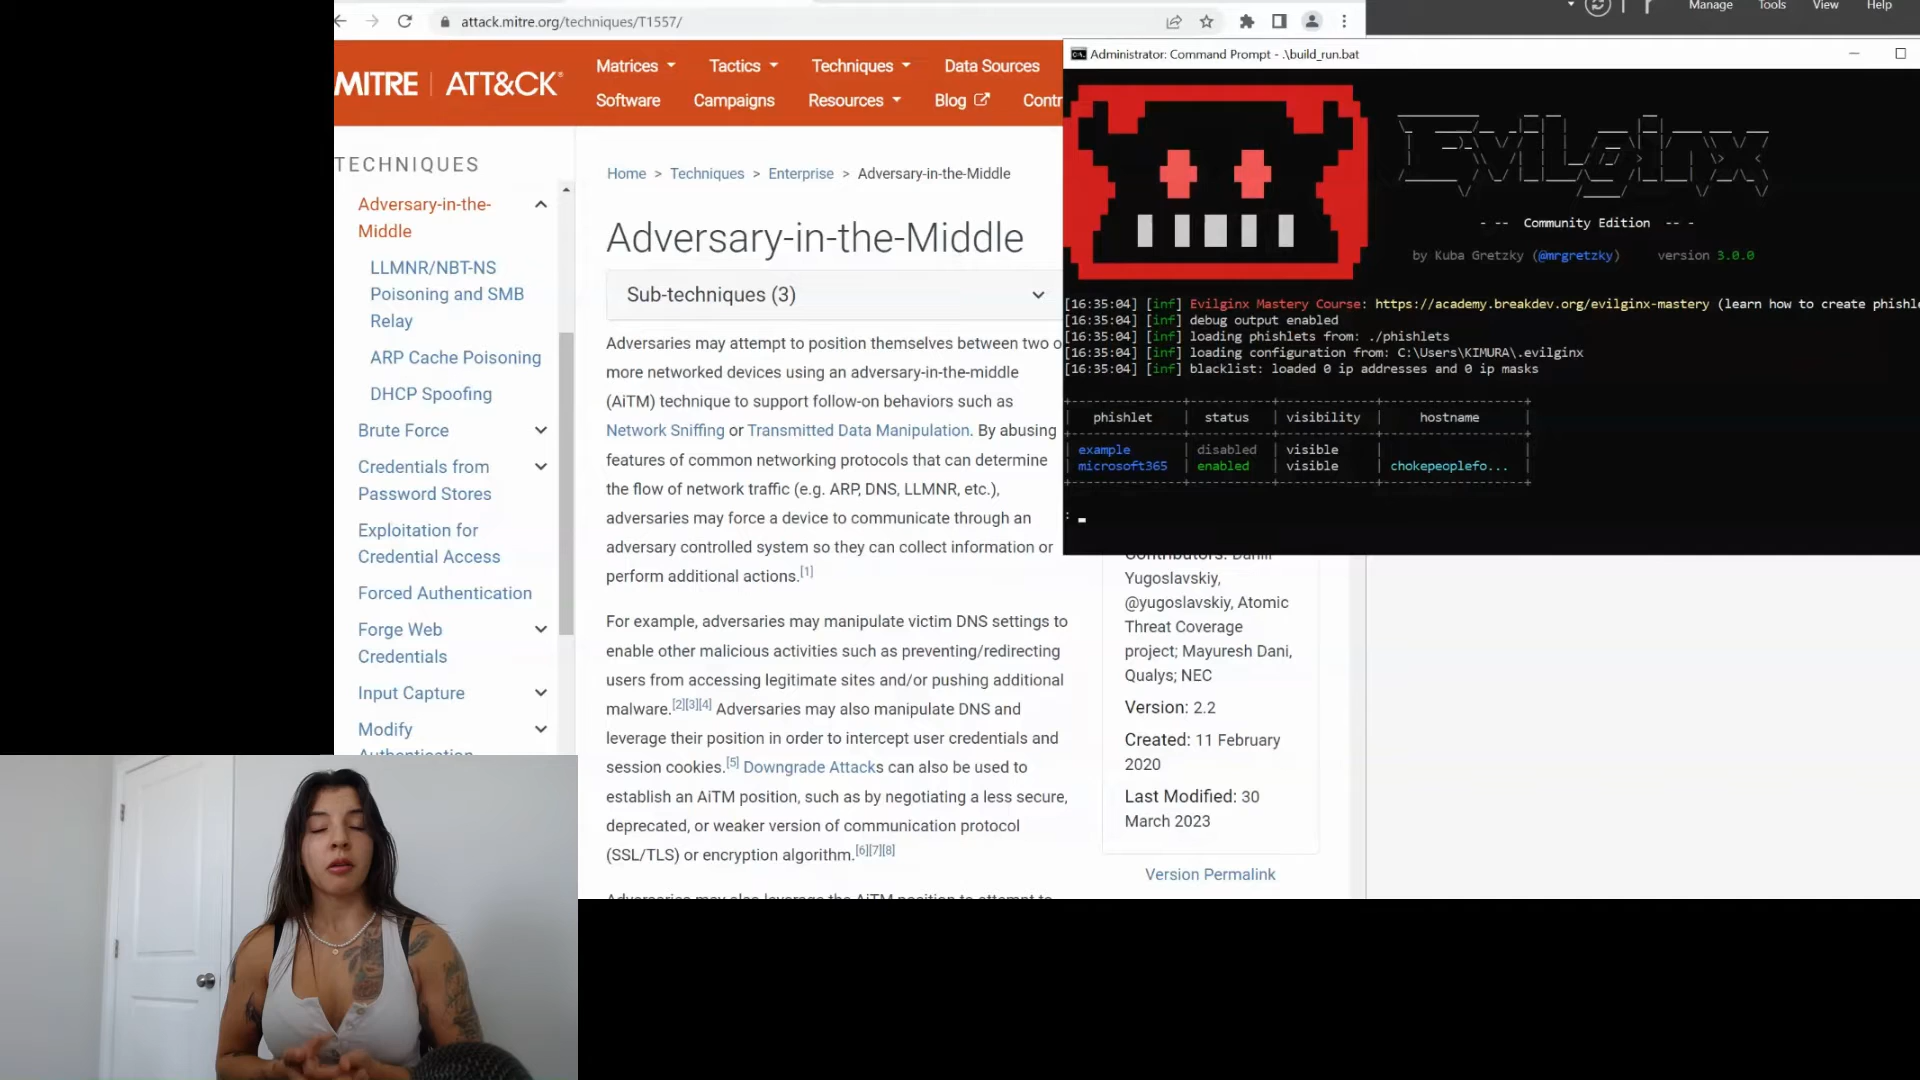 attack.mitre.org/techniques/T1557/
Manage Tools View Help
MITRE | ATT&CK
Matrices Tactics Techniques Data Sources
Software Campaigns Resources Blog Contr
TECHNIQUES
Adversary-in-the-
Middle
LLMNR/NBT-NS
Poisoning and SMB
Relay
ARP Cache Poisoning
DHCP Spoofing
Brute Force
Credentials from
Password Stores
Exploitation for
Credential Access
Forced Authentication
Forge Web
Credentials
Input Capture
Modify
Authentication
Home > Techniques > Enterprise > Adversary-in-the-Middle
Adversary-in-the-Middle
Sub-techniques (3)
Adversaries may attempt to position themselves between two o
more networked devices using an adversary-in-the-middle
(AiTM) technique to support follow-on behaviors such as
Network Sniffing or Transmitted Data Manipulation. By abusing
features of common networking protocols that can determine
the flow of network traffic (e.g. ARP, DNS, LLMNR, etc.),
adversaries may force a device to communicate through an
adversary controlled system so they can collect information or
perform additional actions.[1]
For example, adversaries may manipulate victim DNS settings to
enable other malicious activities such as preventing/redirecting
users from accessing legitimate sites and/or pushing additional
malware.[2][3][4] Adversaries may also manipulate DNS and
leverage their position in order to intercept user credentials and
session cookies.[5] Downgrade Attacks can also be used to
establish an AiTM position, such as by negotiating a less secure,
deprecated, or weaker version of communication protocol
(SSL/TLS) or encryption algorithm.[6][7][8]
Adversaries may also leverage the AiTM position to attempt to
Contributors: Daniil
Yugoslavskiy,
@yugoslavskiy, Atomic
Threat Coverage
project; Mayuresh Dani,
Qualys; NEC
Version: 2.2
Created: 11 February
2020
Last Modified: 30
March 2023
Version Permalink
Administrator: Command Prompt - .\build_run.bat
Evilginx
- -- Community Edition -- -
by Kuba Gretzky (@mrgretzky) version 3.0.0
[16:35:04] [inf] Evilginx Mastery Course: https://academy.breakdev.org/evilginx-mastery (learn how to create phishle
[16:35:04] [inf] debug output enabled
[16:35:04] [inf] loading phishlets from: ./phishlets
[16:35:04] [inf] loading configuration from: C:\Users\KIMURA\.evilginx
[16:35:04] [inf] blacklist: loaded 0 ip addresses and 0 ip masks
phishlet | status | visibility | hostname
example | disabled | visible |
microsoft365 | enabled | visible | chokepeoplefo...
: